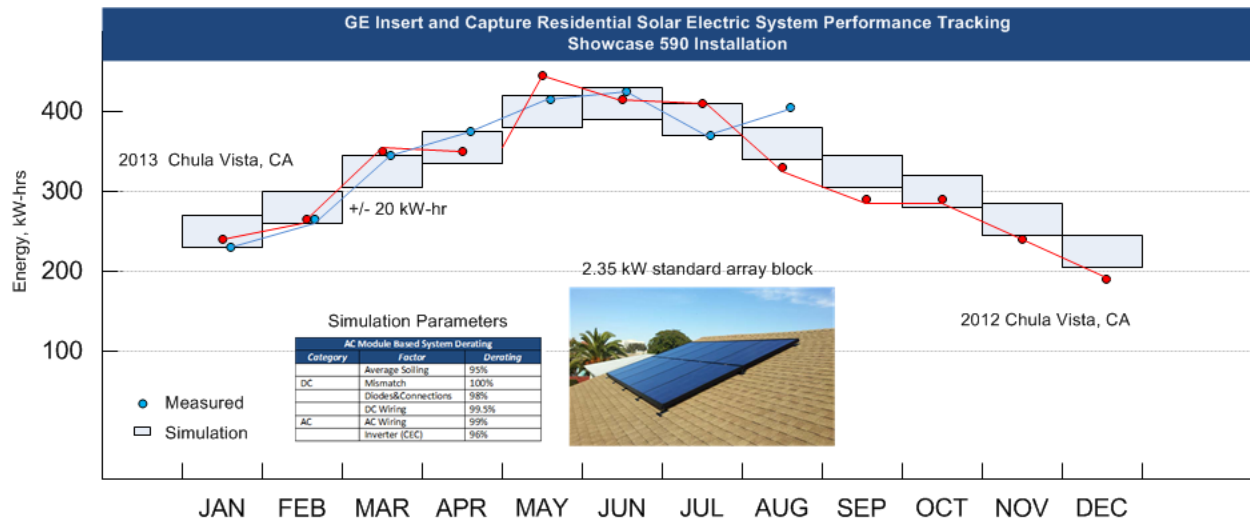 GE Insert and Capture Residential Solar Electric System Performance Tracking
Showcase 590 Installation
Energy, kW-hrs
400
300
200
100
2013 Chula Vista, CA
+/- 20 kW-hr
2.35 kW standard array block
2012 Chula Vista, CA
Simulation Parameters
AC Module Based System Derating
Category Factor Derating
Average Soiling 95%
DC Mismatch 100%
Diodes&Connections 98%
DC Wiring 99.5%
AC AC Wiring 99%
Inverter (CEC) 96%
Measured
Simulation
JAN FEB MAR APR MAY JUN JUL AUG SEP OCT NOV DEC